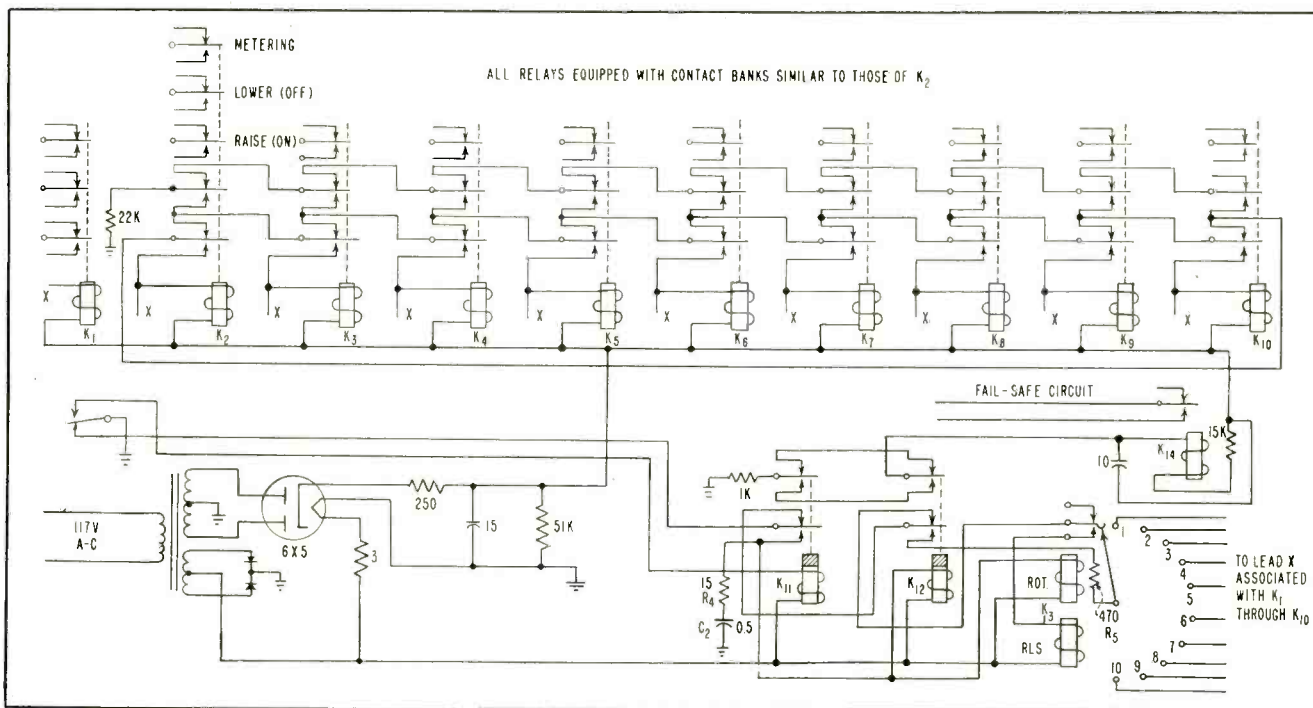 METERING
ALL RELAYS EQUIPPED WITH CONTACT BANKS SIMILAR TO THOSE OF K2
LOWER (OFF)
RAISE (ON)
22K
X
X
X
X
X
X
X
X
X
X
K1
K2
K3
K4
K5
K6
K7
K8
K9
K10
FAIL-SAFE CIRCUIT
15K
K14
10
1K
250
15
51K
117V
A-C
6X5
3
15
R4
C2
0.5
K11
K12
ROT.
K13
RLS
470
R5
1
2
3
4
5
6
7
8
9
10
TO LEAD X
ASSOCIATED
WITH K1
THROUGH K10